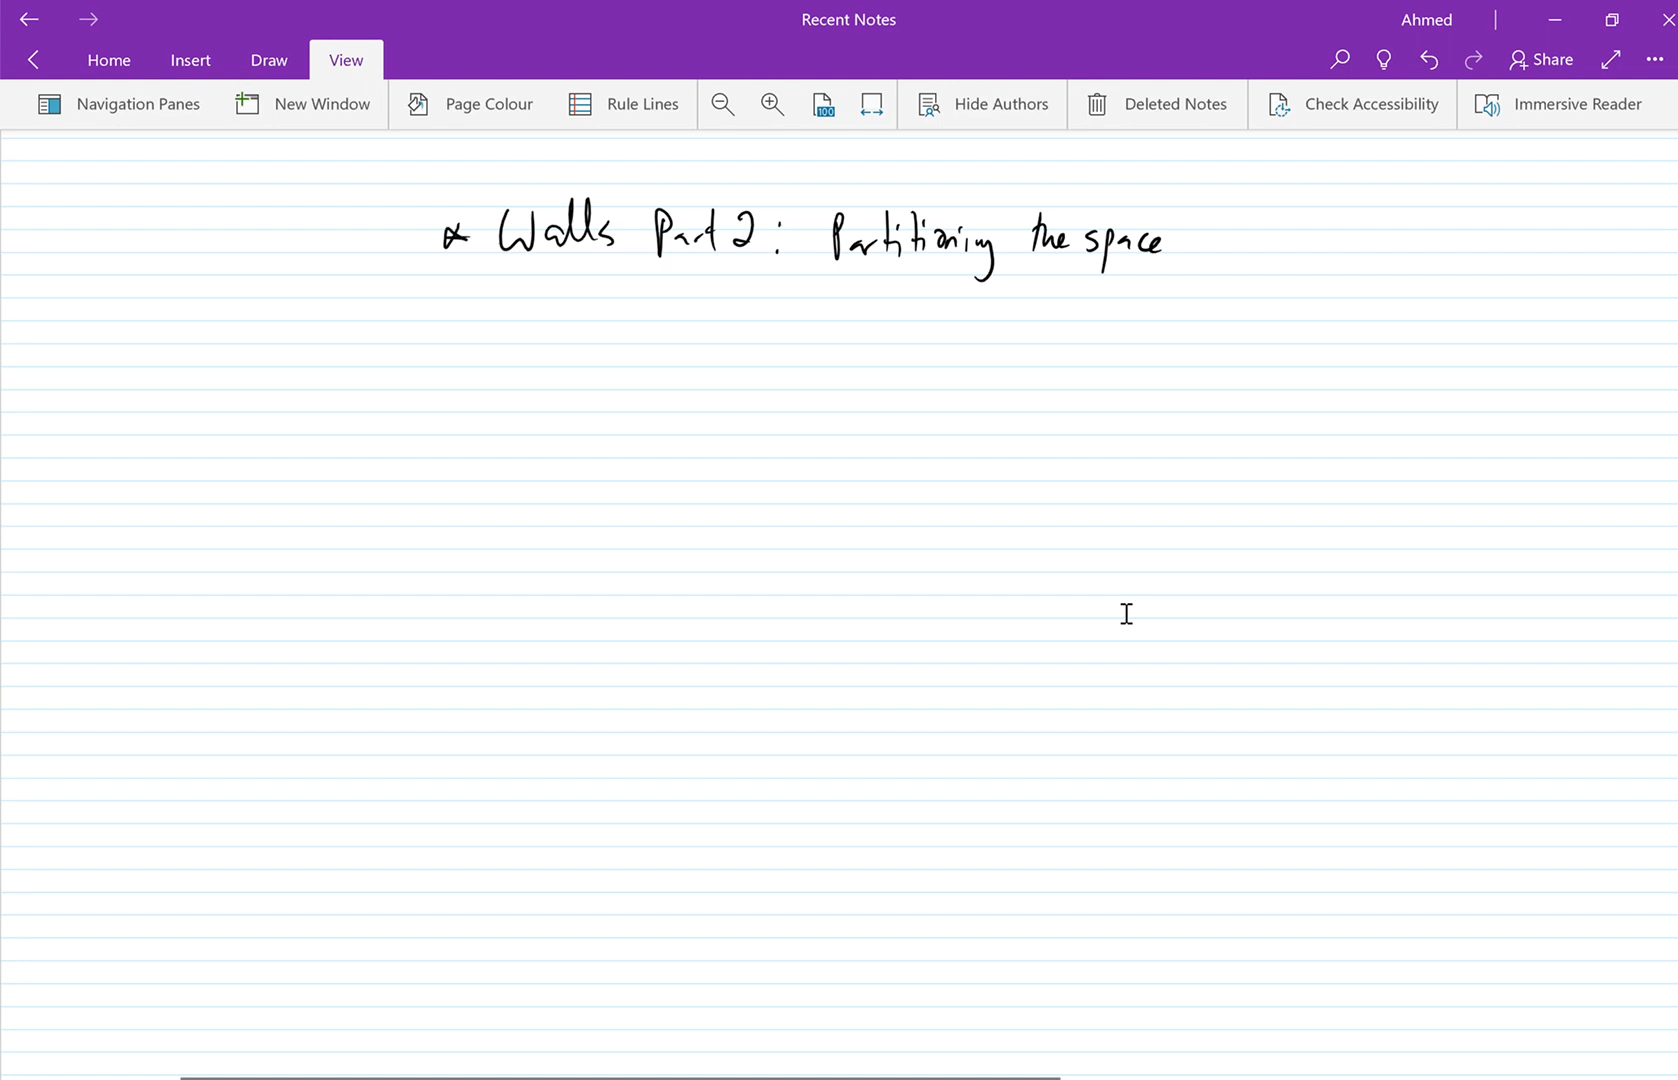 Recent Notes
Ahmed
Home Insert Draw View
Share
Navigation Panes New Window Page Colour Rule Lines 100 Hide Authors Deleted Notes Check Accessibility Immersive Reader
* Walls Part 2: Partitioning the space